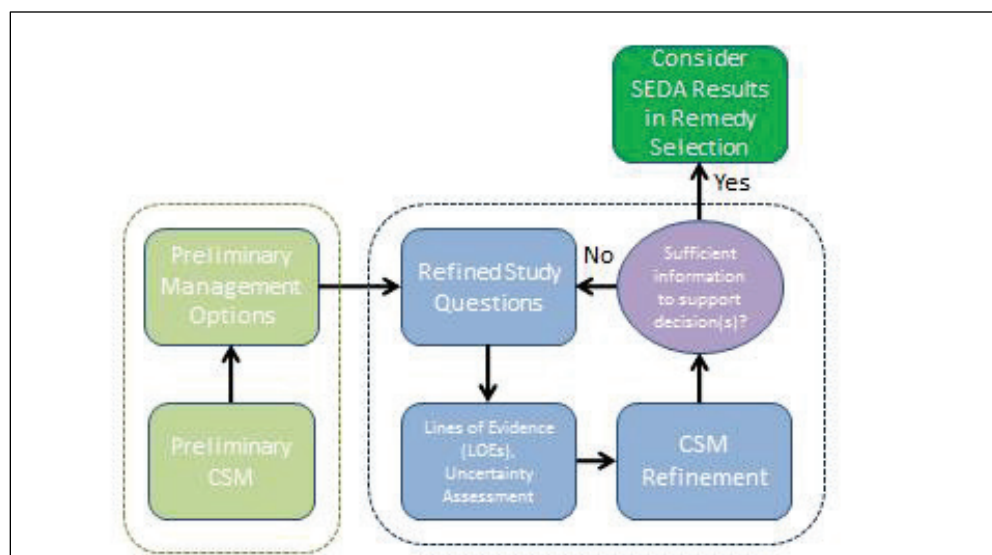 Consider
SEDA Results
in Remedy
Selection
Yes
Preliminary
Management
Options
Refined Study
Questions
No
Sufficient
information
to support
decision(s)?
Preliminary
CSM
Lines of Evidence
(LOEs),
Uncertainty
Assessment
CSM
Refinement